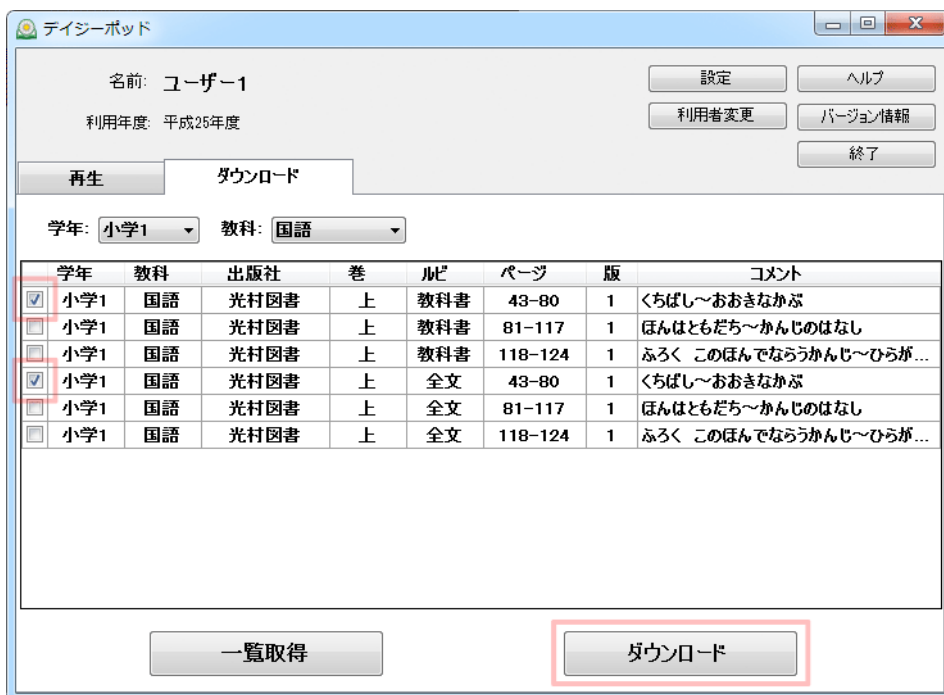 デイジーポッド
名前: ユーザー1 設定 ヘルプ
利用年度: 平成25年度 利用者変更 バージョン情報
終了
再生 ダウンロード
学年: 小学1 教科: 国語
学年 教科 出版社 巻 ルビ ページ 版 コメント
小学1 国語 光村図書 上 教科書 43-80 1 くちばし~おおきなかぶ
小学1 国語 光村図書 上 教科書 81-117 1 ほんはともだち~かんじのはなし
小学1 国語 光村図書 上 教科書 118-124 1 ふろく このほんでならうかんじ~ひらが...
小学1 国語 光村図書 上 全文 43-80 1 くちばし~おおきなかぶ
小学1 国語 光村図書 上 全文 81-117 1 ほんはともだち~かんじのはなし
小学1 国語 光村図書 上 全文 118-124 1 ふろく このほんでならうかんじ~ひらが...
一覧取得 ダウンロード